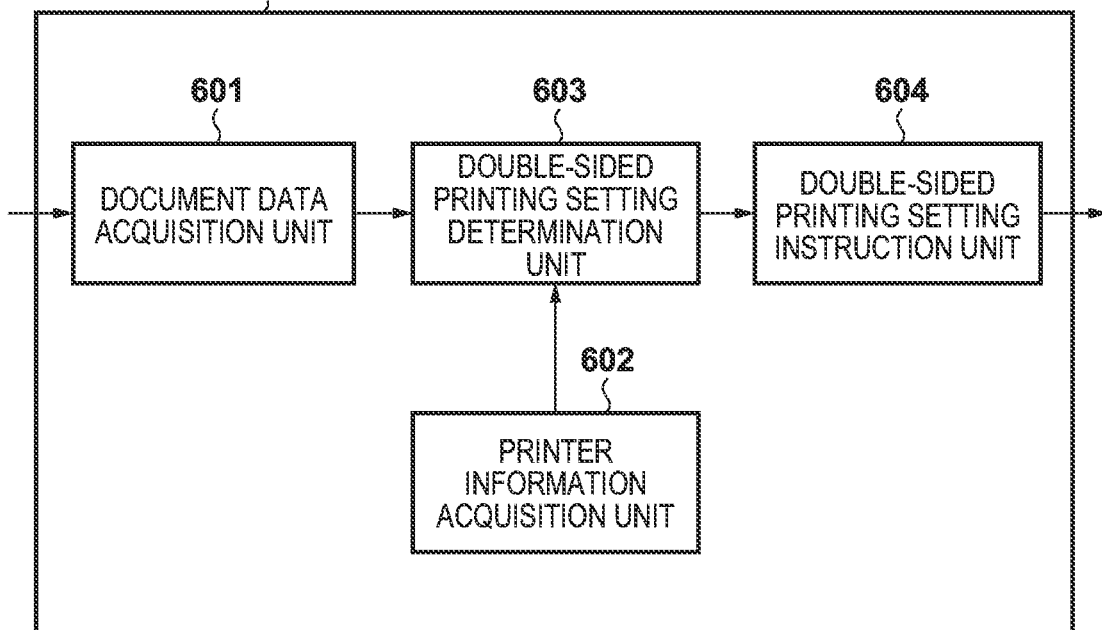 601
603
604
DOCUMENT DATA
ACQUISITION UNIT
DOUBLE-SIDED
PRINTING SETTING
DETERMINATION
UNIT
DOUBLE-SIDED
PRINTING SETTING
INSTRUCTION UNIT
602
PRINTER
INFORMATION
ACQUISITION UNIT